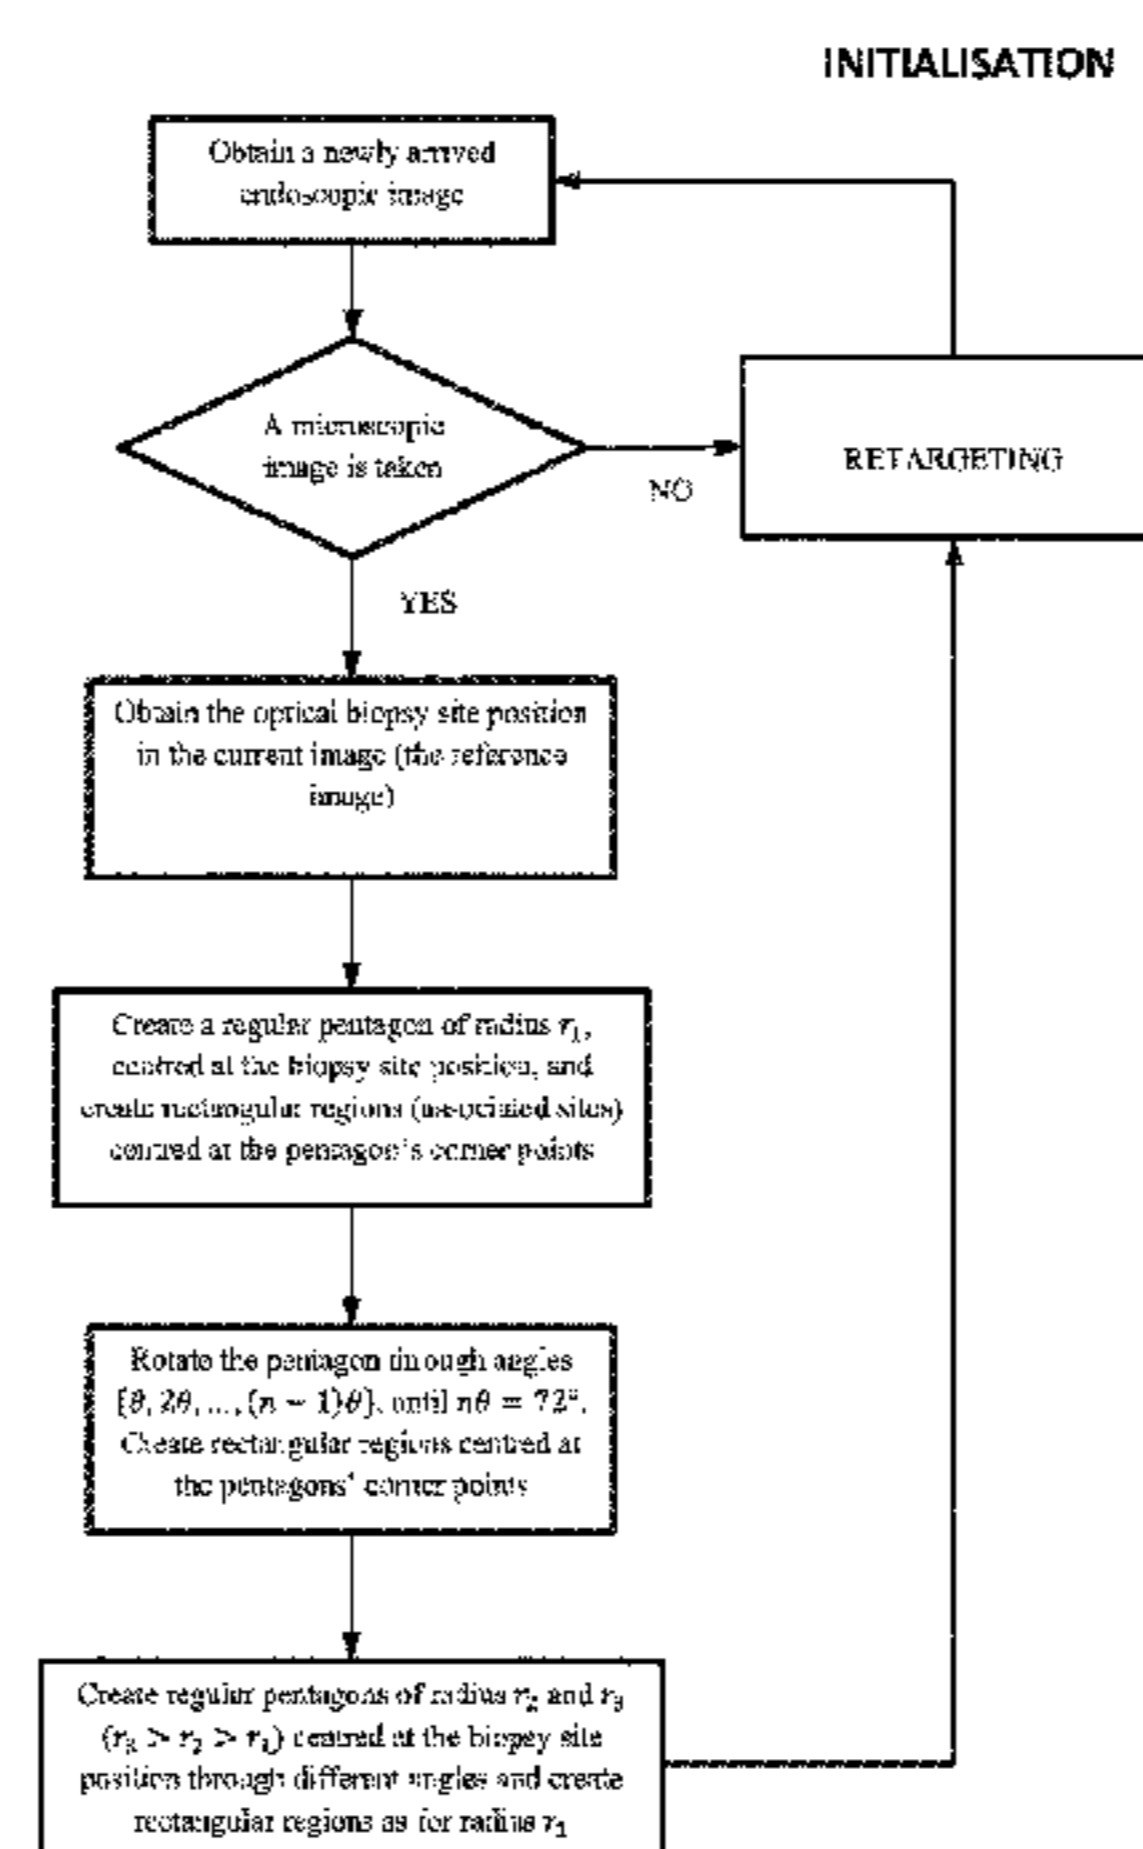 INITIALISATION
Obtain a newly arrived
endoscopic image
A microscopic
image is taken
NO
RETARGETING
YES
Obtain the optical biopsy site position
in the current image (the reference
image)
Create a regular pentagon of radius r₁,
centred at the biopsy site position, and
create rectangular regions (associated sites)
centred at the pentagon's corner points
Rotate the pentagon through angles
{θ, 2θ, ..., (n − 1)θ}, until nθ = 72°.
Create rectangular regions centred at
the pentagons' corner points
Create regular pentagons of radius r₂ and r₃
(r₃ > r₂ > r₁) centred at the biopsy site
position through different angles and create
rectangular regions as for radius r₁